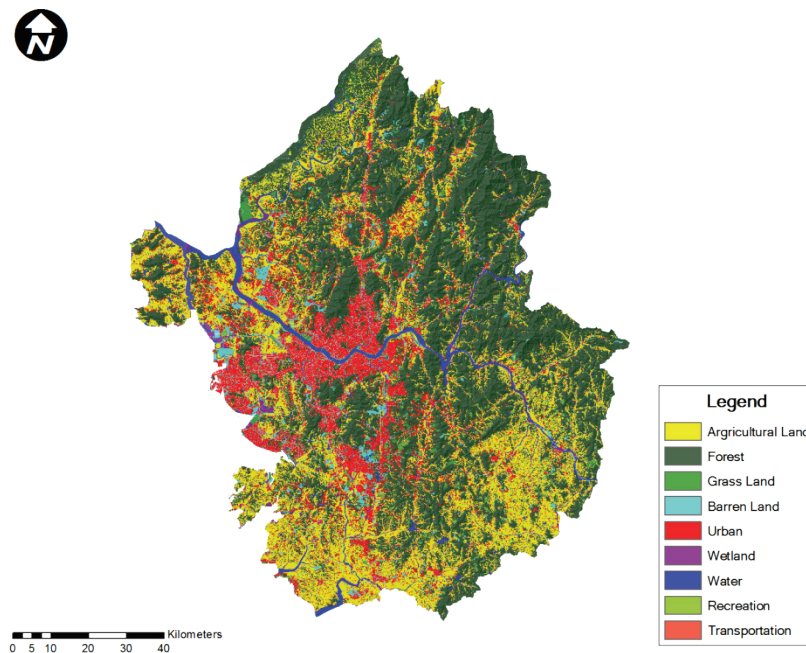 N
Legend
Argricultural Land
Forest
Grass Land
Barren Land
Urban
Wetland
Water
Recreation
Transportation
Kilometers
0 5 10 20 30 40